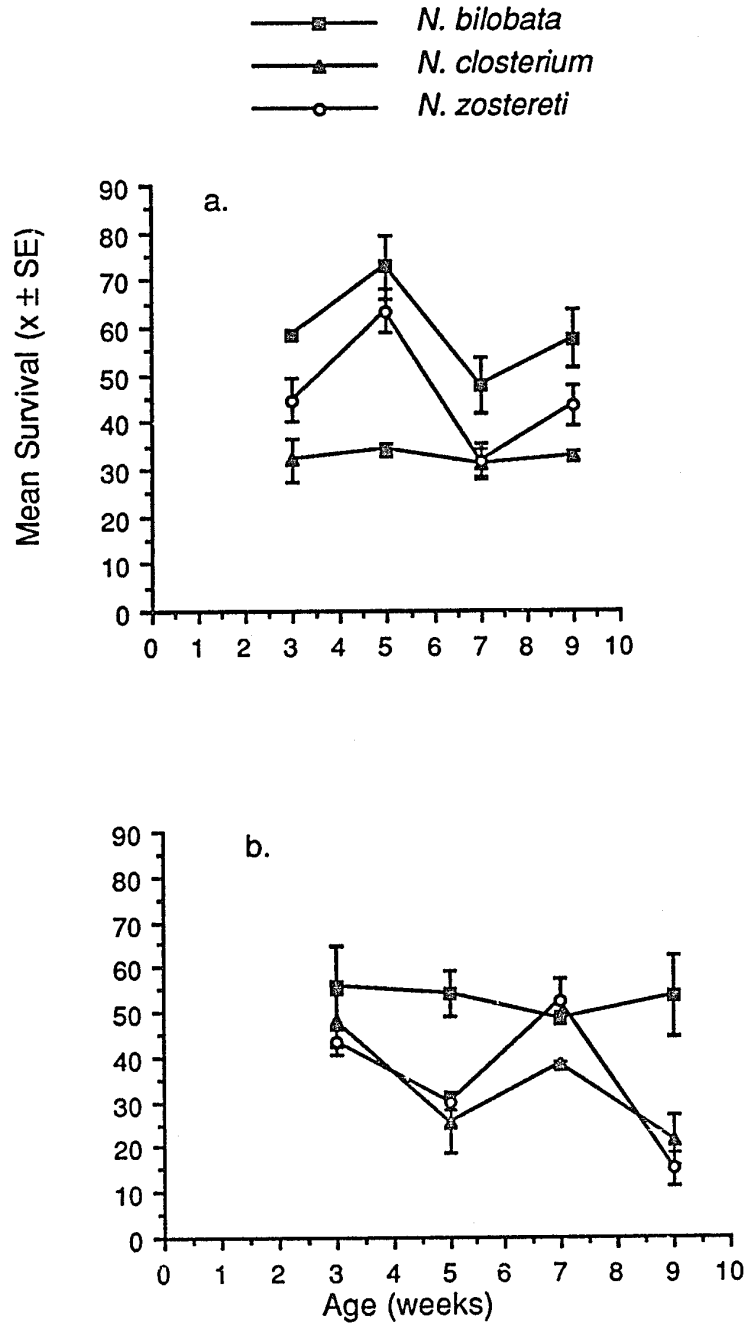 N. bilobata
N. closterium
N. zostereti
a.
Mean Survival (x ± SE)
90
80
70
60
50
40
30
20
10
0
0 1 2 3 4 5 6 7 8 9 10
b.
90
80
70
60
50
40
30
20
10
0
0 1 2 3 4 5 6 7 8 9 10
Age (weeks)